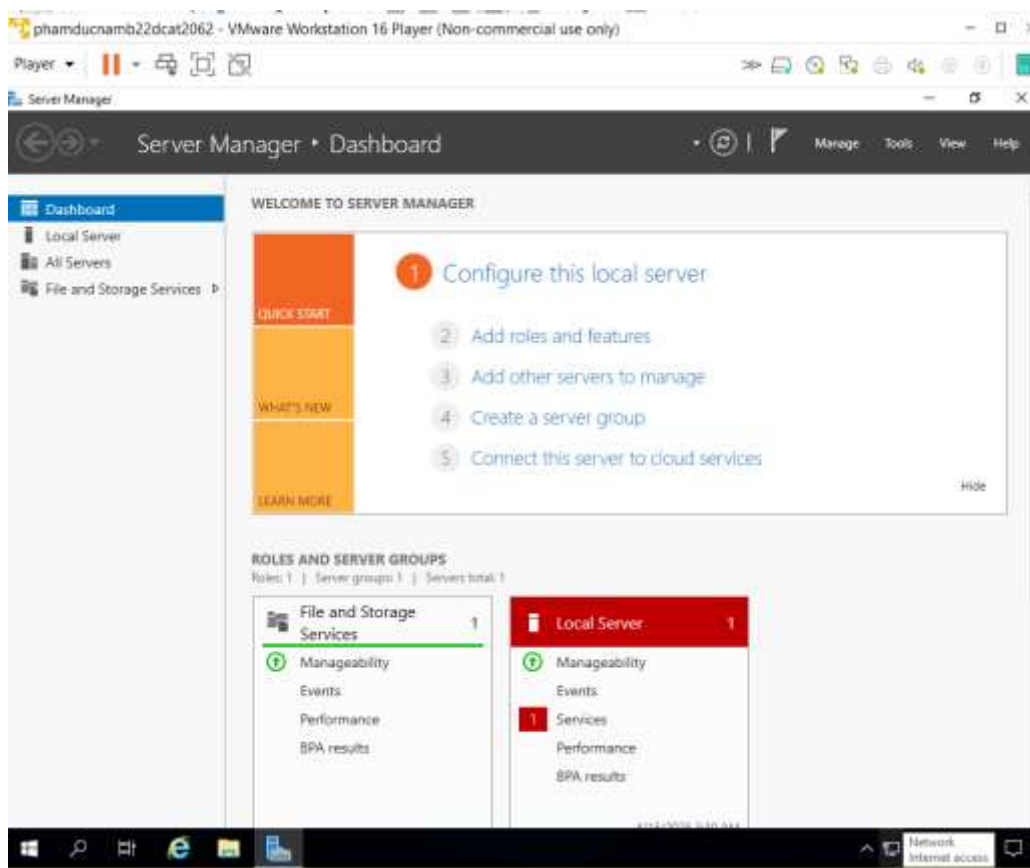 phamducnamb22dcat2062 - VMware Workstation 16 Player (Non-commercial use only)
Player
Server Manager
Server Manager • Dashboard
Manage Tools View Help
Dashboard
Local Server
All Servers
File and Storage Services
WELCOME TO SERVER MANAGER
QUICK START
WHAT'S NEW
LEARN MORE
1 Configure this local server
2 Add roles and features
3 Add other servers to manage
4 Create a server group
5 Connect this server to cloud services
Hide
ROLES AND SERVER GROUPS
Roles: 1 | Server groups: 1 | Servers total: 1
File and Storage Services 1
Manageability
Events
Performance
BPA results
Local Server 1
Manageability
Events
1 Services
Performance
BPA results
Network
Internet access